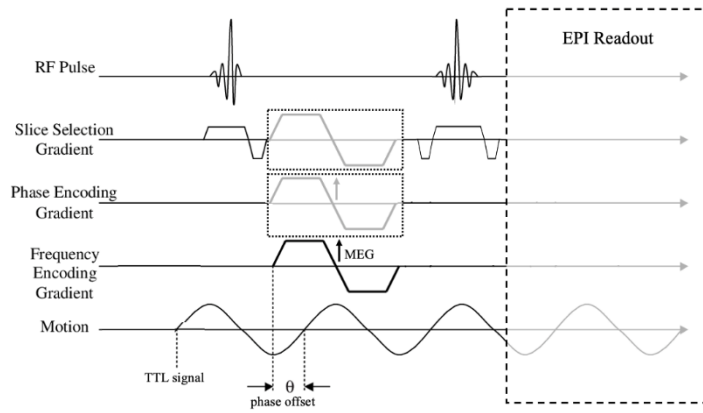 EPI Readout
RF Pulse
Slice Selection
Gradient
Phase Encoding
Gradient
Frequency
Encoding
Gradient
MEG
Motion
TTL signal
θ
phase offset